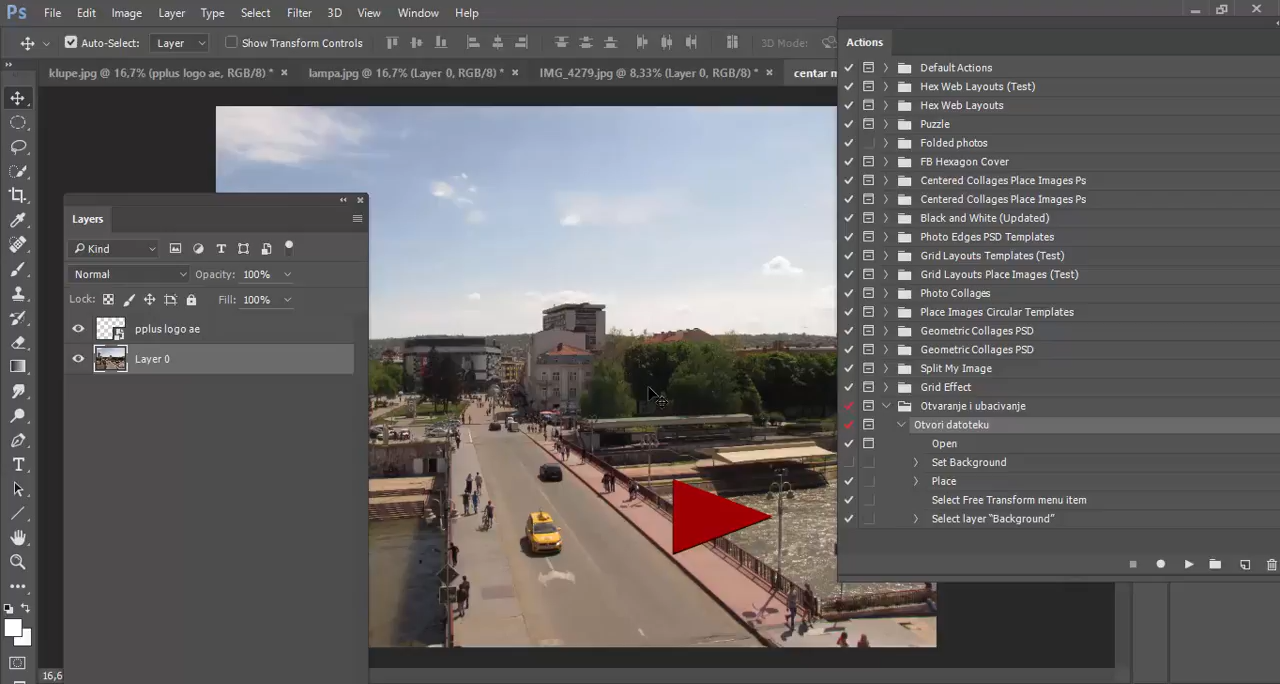 Ps File Edit Image Layer Type Select Filter 3D View Window Help
Auto-Select: Layer Show Transform Controls 3D Mode:
klupe.jpg @ 16,7% (pplus logo ae, RGB/8) * lampa.jpg @ 16,7% (Layer 0, RGB/8) * IMG_4279.jpg @ 8,33% (Layer 0, RGB/8) * centar
Layers
Kind
Normal Opacity: 100%
Lock: Fill: 100%
pplus logo ae
Layer 0
T
16,6
Actions
Default Actions
Hex Web Layouts (Test)
Hex Web Layouts
Puzzle
Folded photos
FB Hexagon Cover
Centered Collages Place Images Ps
Centered Collages Place Images Ps
Black and White (Updated)
Photo Edges PSD Templates
Grid Layouts Templates (Test)
Grid Layouts Place Images (Test)
Photo Collages
Place Images Circular Templates
Geometric Collages PSD
Geometric Collages PSD
Split My Image
Grid Effect
Otvaranje i ubacivanje
Otvori datoteku
Open
Set Background
Place
Select Free Transform menu item
Select layer “Background”